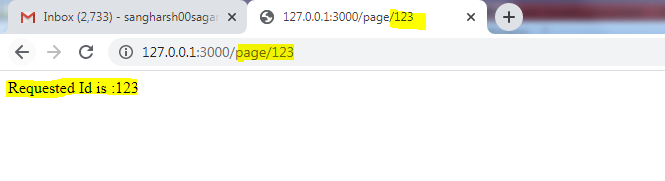 Inbox (2,733) - sangharsh00sagar
127.0.0.1:3000/page/123
127.0.0.1:3000/page/123
Requested Id is :123